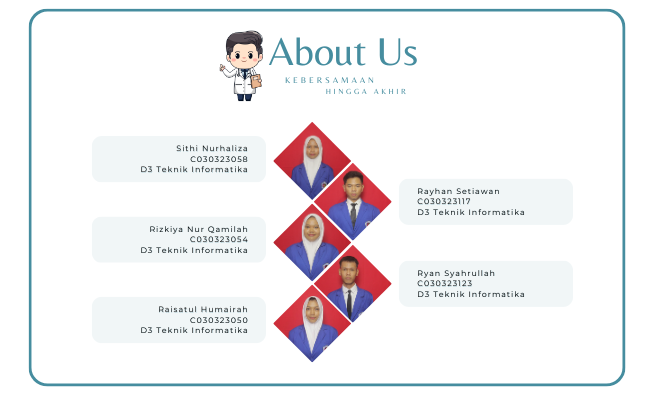 About Us
KEBERSAMAAN
HINGGA AKHIR
Sithi Nurhaliza
C030323058
D3 Teknik Informatika
Rayhan Setiawan
C030323117
D3 Teknik Informatika
Rizkiya Nur Qamilah
C030323054
D3 Teknik Informatika
Ryan Syahrullah
C030323123
D3 Teknik Informatika
Raisatul Humairah
C030323050
D3 Teknik Informatika